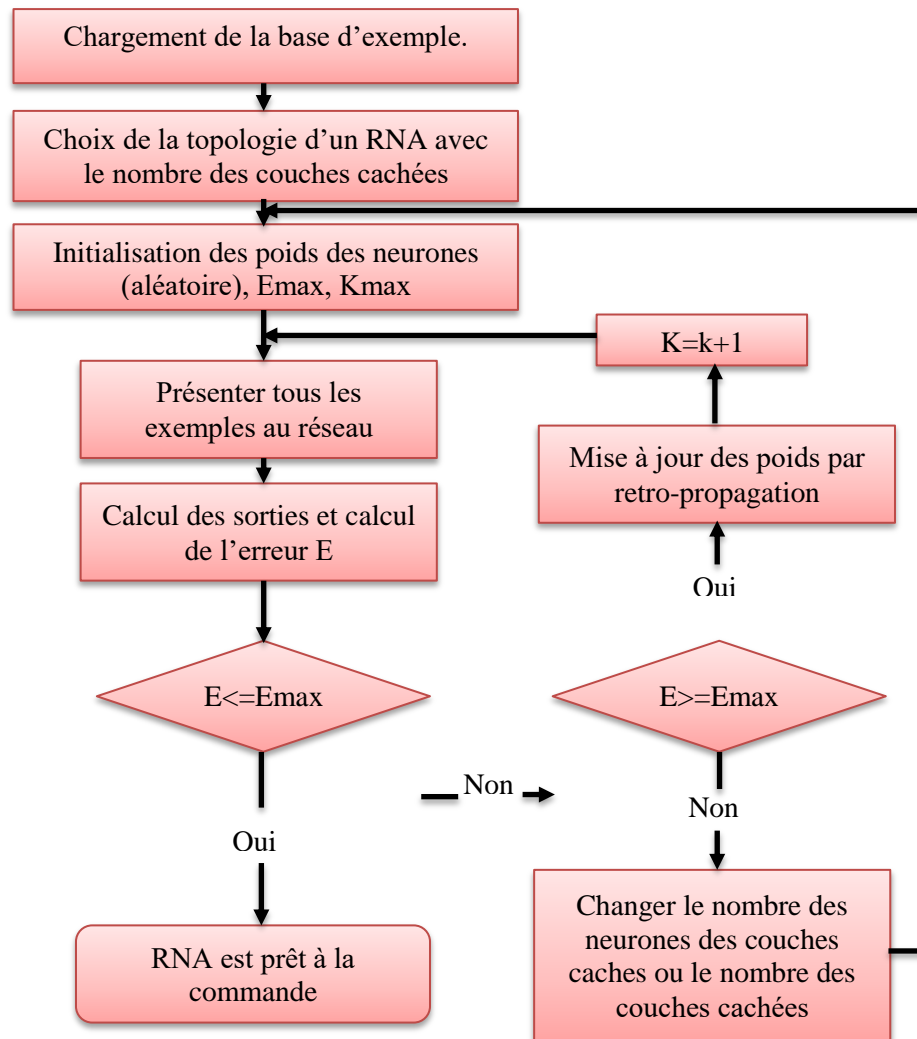 Chargement de la base d’exemple.
Choix de la topologie d’un RNA avec
le nombre des couches cachées
Initialisation des poids des neurones
(aléatoire), Emax, Kmax
K=k+1
Présenter tous les
exemples au réseau
Mise à jour des poids par
retro-propagation
Calcul des sorties et calcul
de l’erreur E
Oui
E<=Emax
E>=Emax
Non
Non
Oui
Changer le nombre des
neurones des couches
caches ou le nombre des
couches cachées
RNA est prêt à la
commande